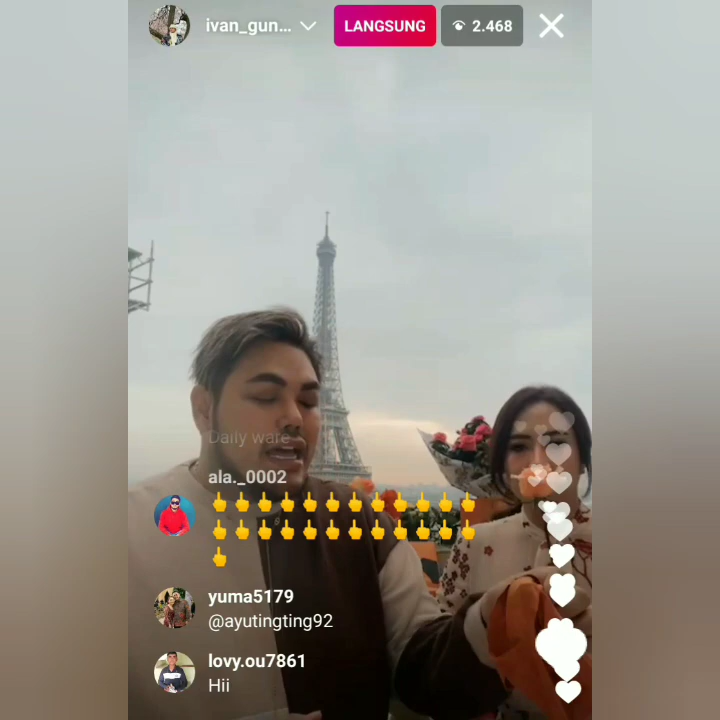 ivan_gun...
LANGSUNG
2.468
Daily ware
ala._0002
👆👆👆👆👆👆👆👆👆👆👆👆
👆👆👆👆👆👆👆👆👆👆👆👆
👆
yuma5179
@ayutingting92
lovy.ou7861
Hii